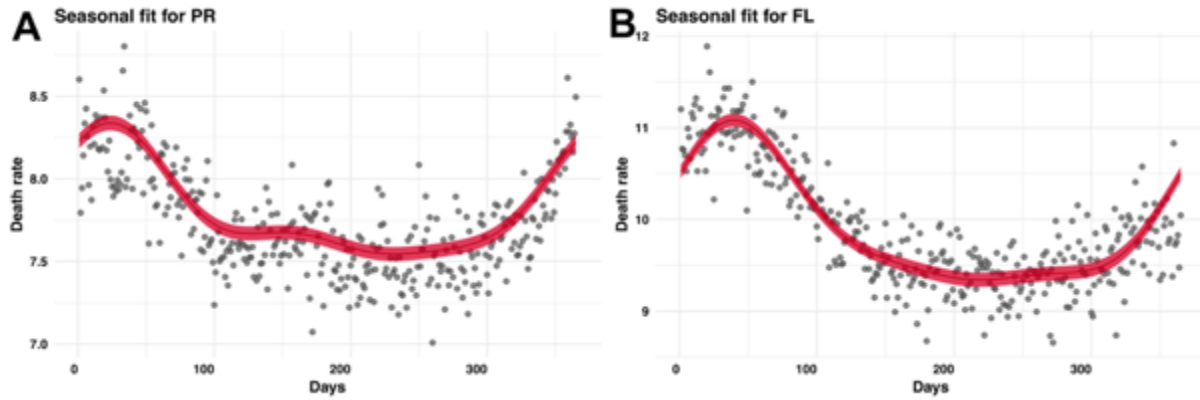 A Seasonal fit for PR
Death rate
8.5
8.0
7.5
7.0
0 100 200 300
Days
B Seasonal fit for FL
Death rate
12
11
10
9
0 100 200 300
Days